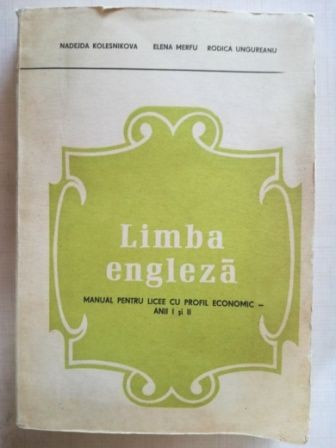 NADEJDA KOLESNIKOVA ELENA MERFU RODICA UNGUREANU
Limba
engleză
MANUAL PENTRU LICEE CU PROFIL ECONOMIC –
ANII I și II